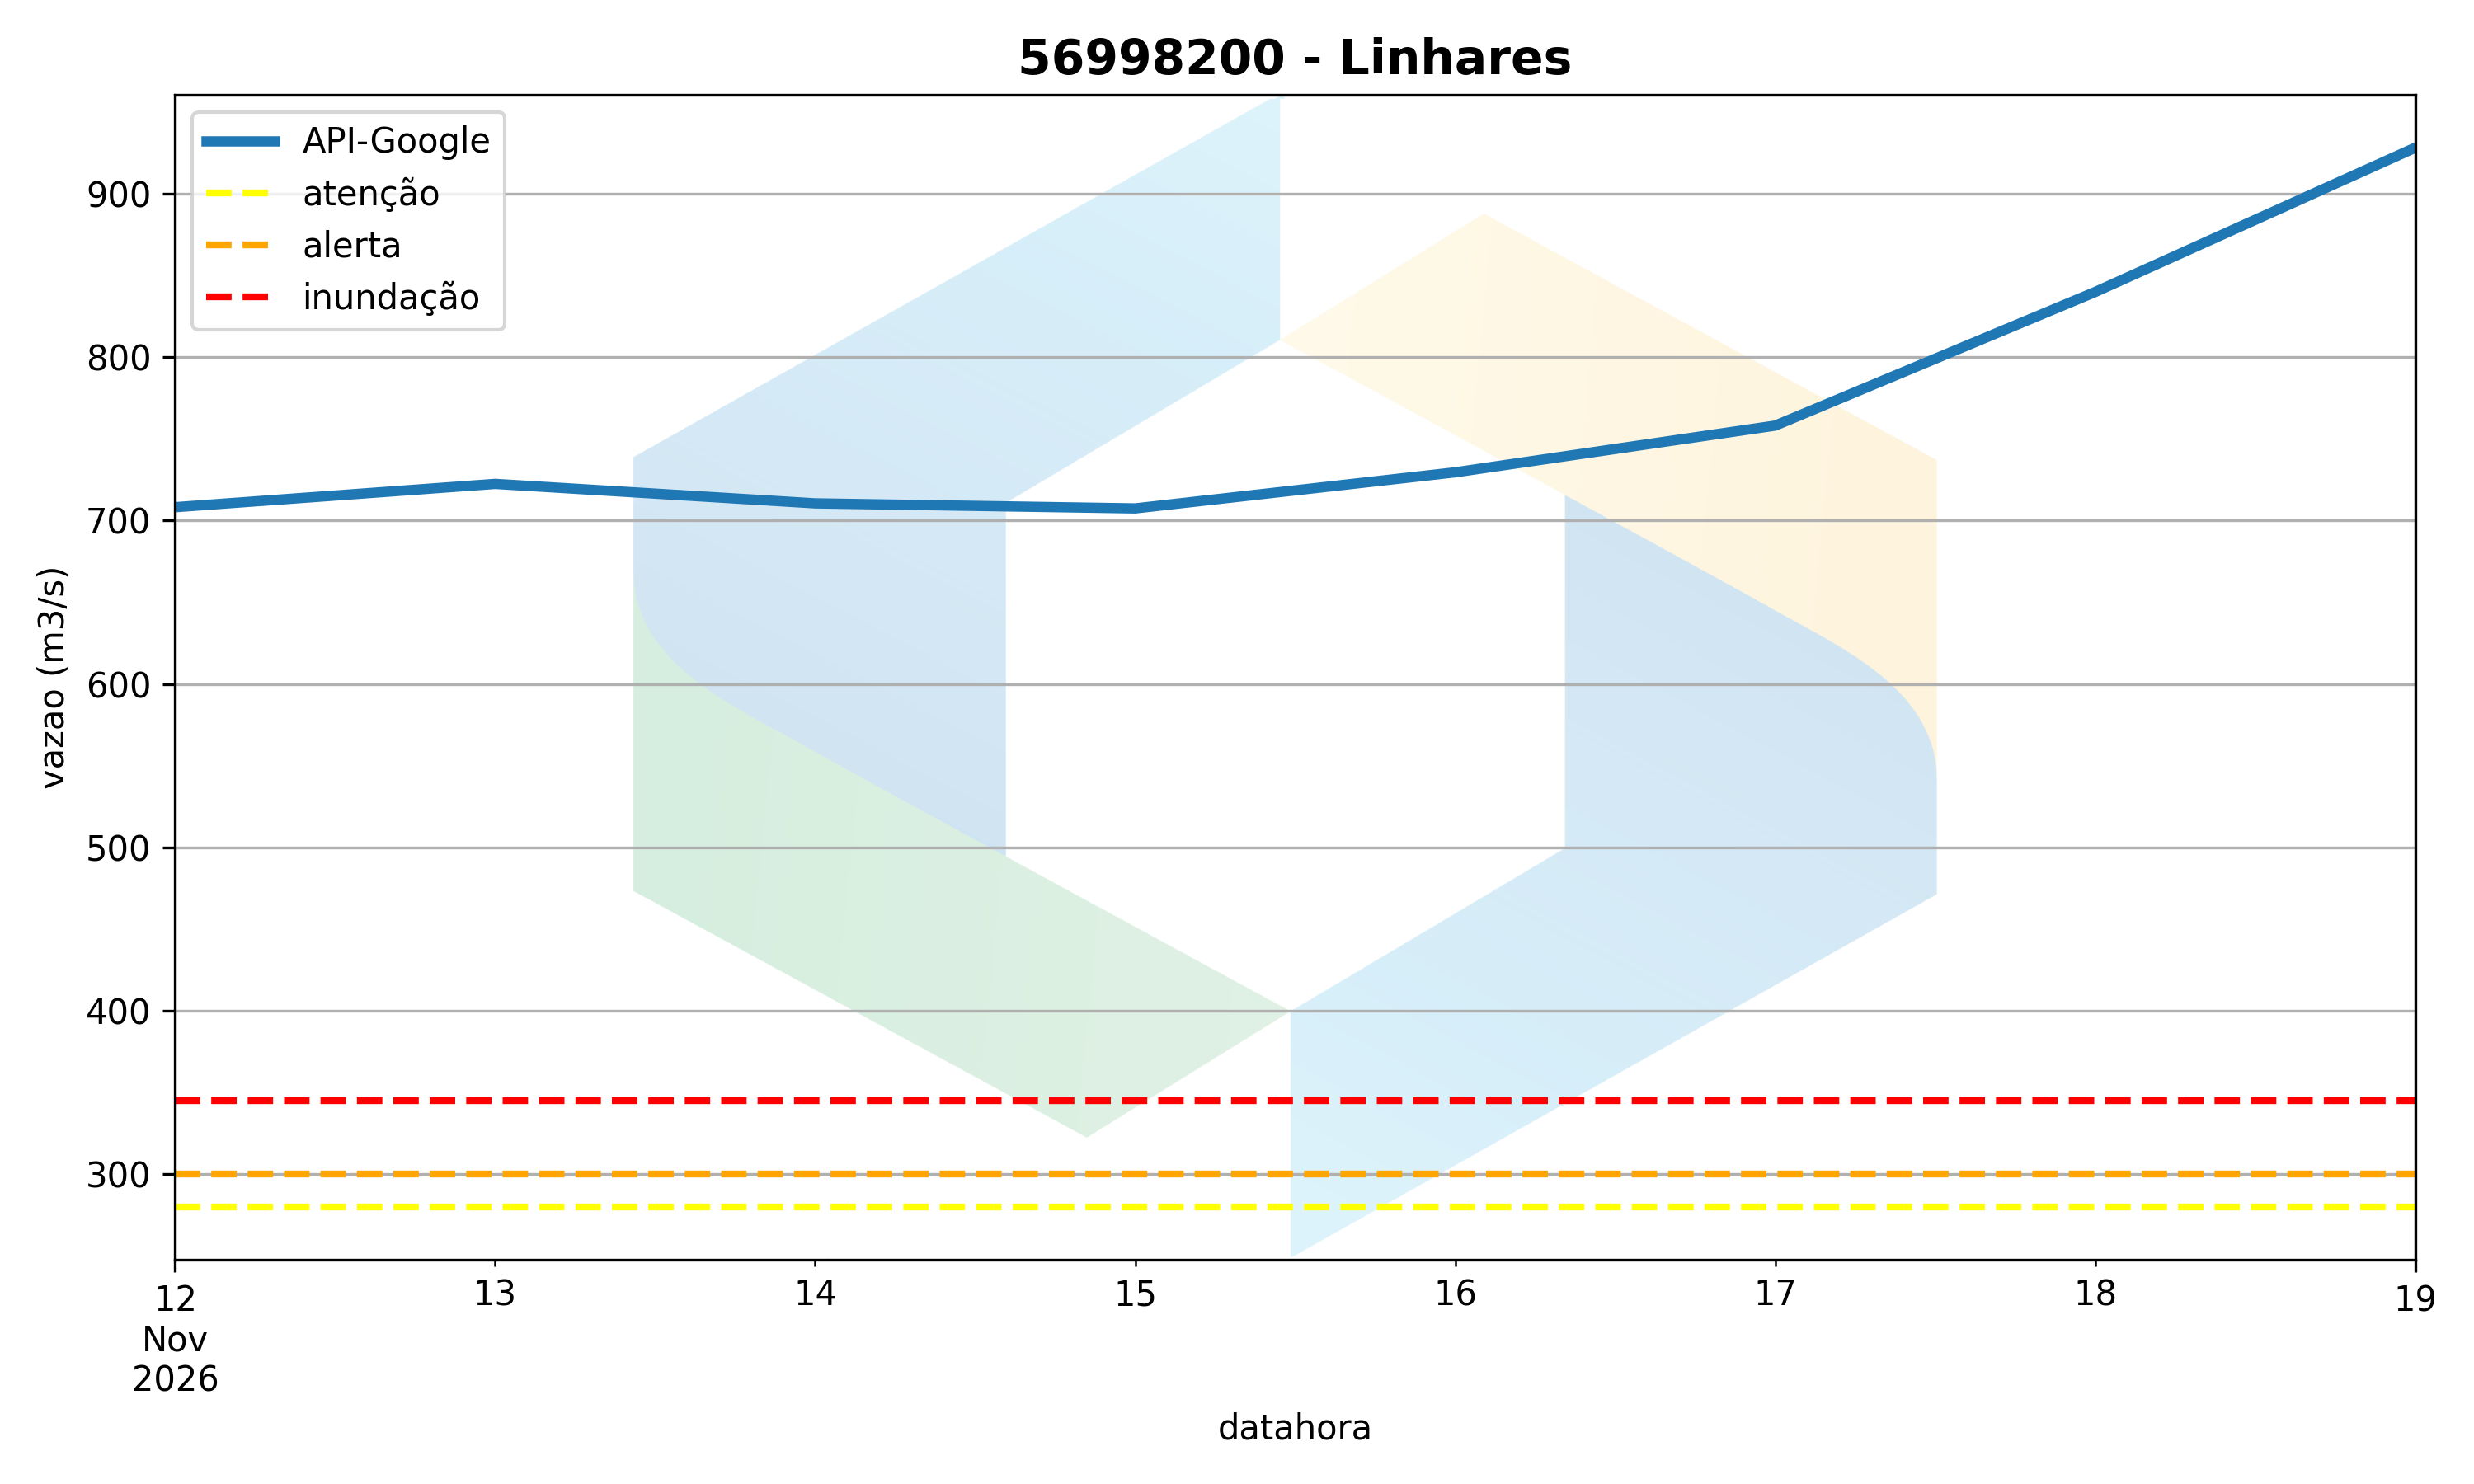 56998200 - Linhares
API-Google
atenção
alerta
inundação
900
800
700
600
500
400
300
vazao (m3/s)
12 13 14 15 16 17 18 19
Nov
2026
datahora